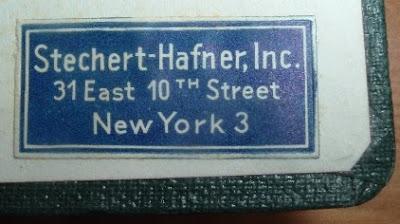 Stechert-Hafner, Inc.
31 East 10TH Street
New York 3